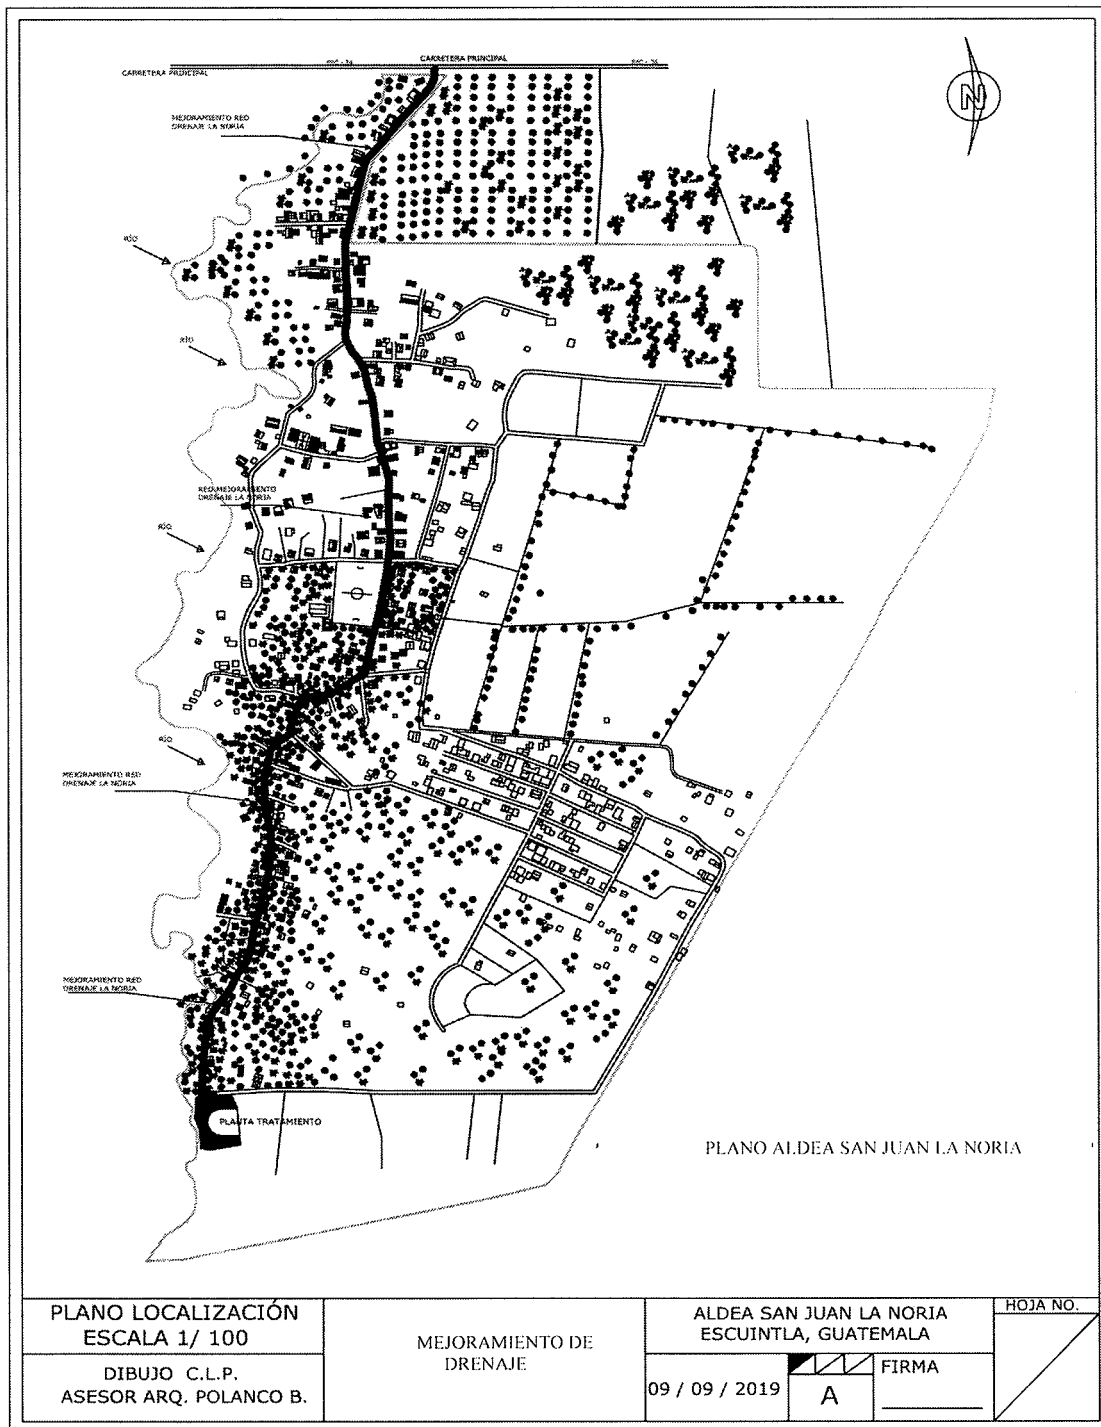 CARRETERA PRINCIPAL
CARRETERA PRINCIPAL
N
MEJORAMIENTO RED
DRENAJE LA NORIA
RÍO
RÍO
RED MEJORAMIENTO
DREÑAJE LA NORIA
RÍO
RÍO
MEJORAMIENTO RED
DRENAJE LA NORIA
MEJORAMIENTO RED
DRENAJE LA NORIA
PLANTA TRATAMIENTO
PLANO ALDEA SAN JUAN LA NORIA
PLANO LOCALIZACIÓN
ESCALA 1/ 100
DIBUJO C.L.P.
ASESOR ARQ. POLANCO B.
MEJORAMIENTO DE
DRENAJE
ALDEA SAN JUAN LA NORIA
ESCUINTLA, GUATEMALA
09 / 09 / 2019
A
FIRMA
HOJA NO.